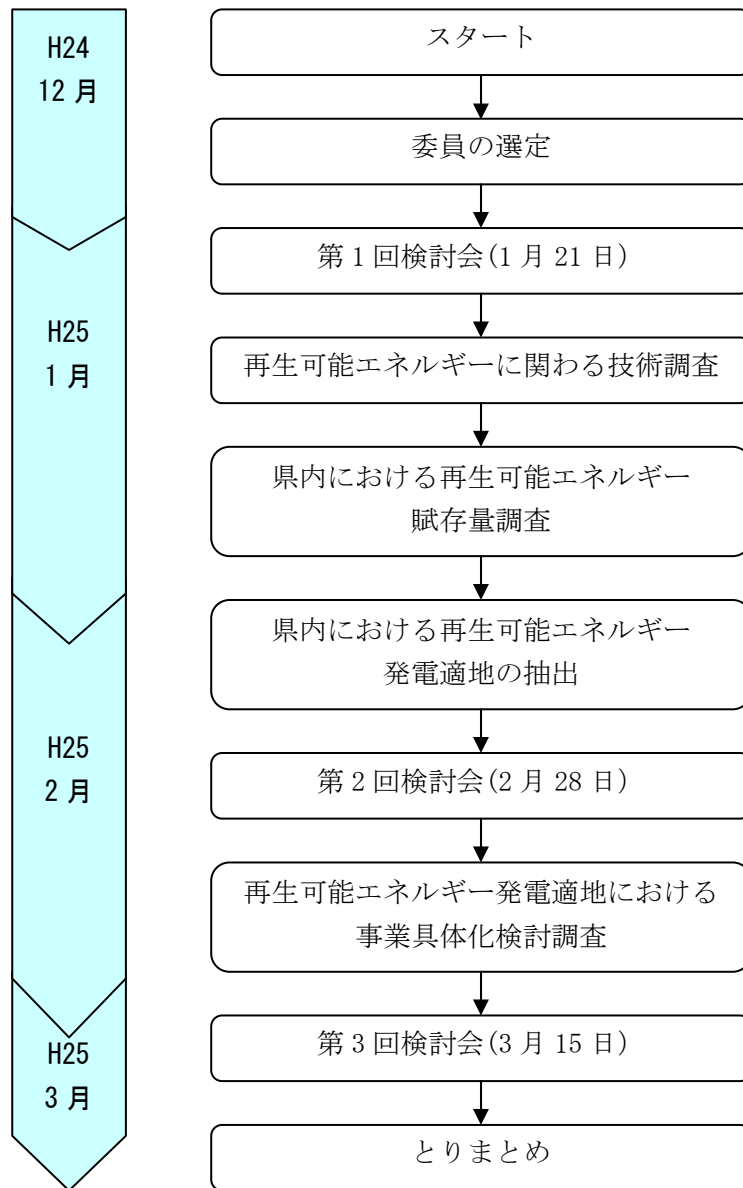 H24
12 月
H25
1 月
H25
2 月
H25
3 月
スタート
委員の選定
第 1 回検討会(1 月 21 日)
再生可能エネルギーに関わる技術調査
県内における再生可能エネルギー
賦存量調査
県内における再生可能エネルギー
発電適地の抽出
第 2 回検討会(2 月 28 日)
再生可能エネルギー発電適地における
事業具体化検討調査
第 3 回検討会(3 月 15 日)
とりまとめ